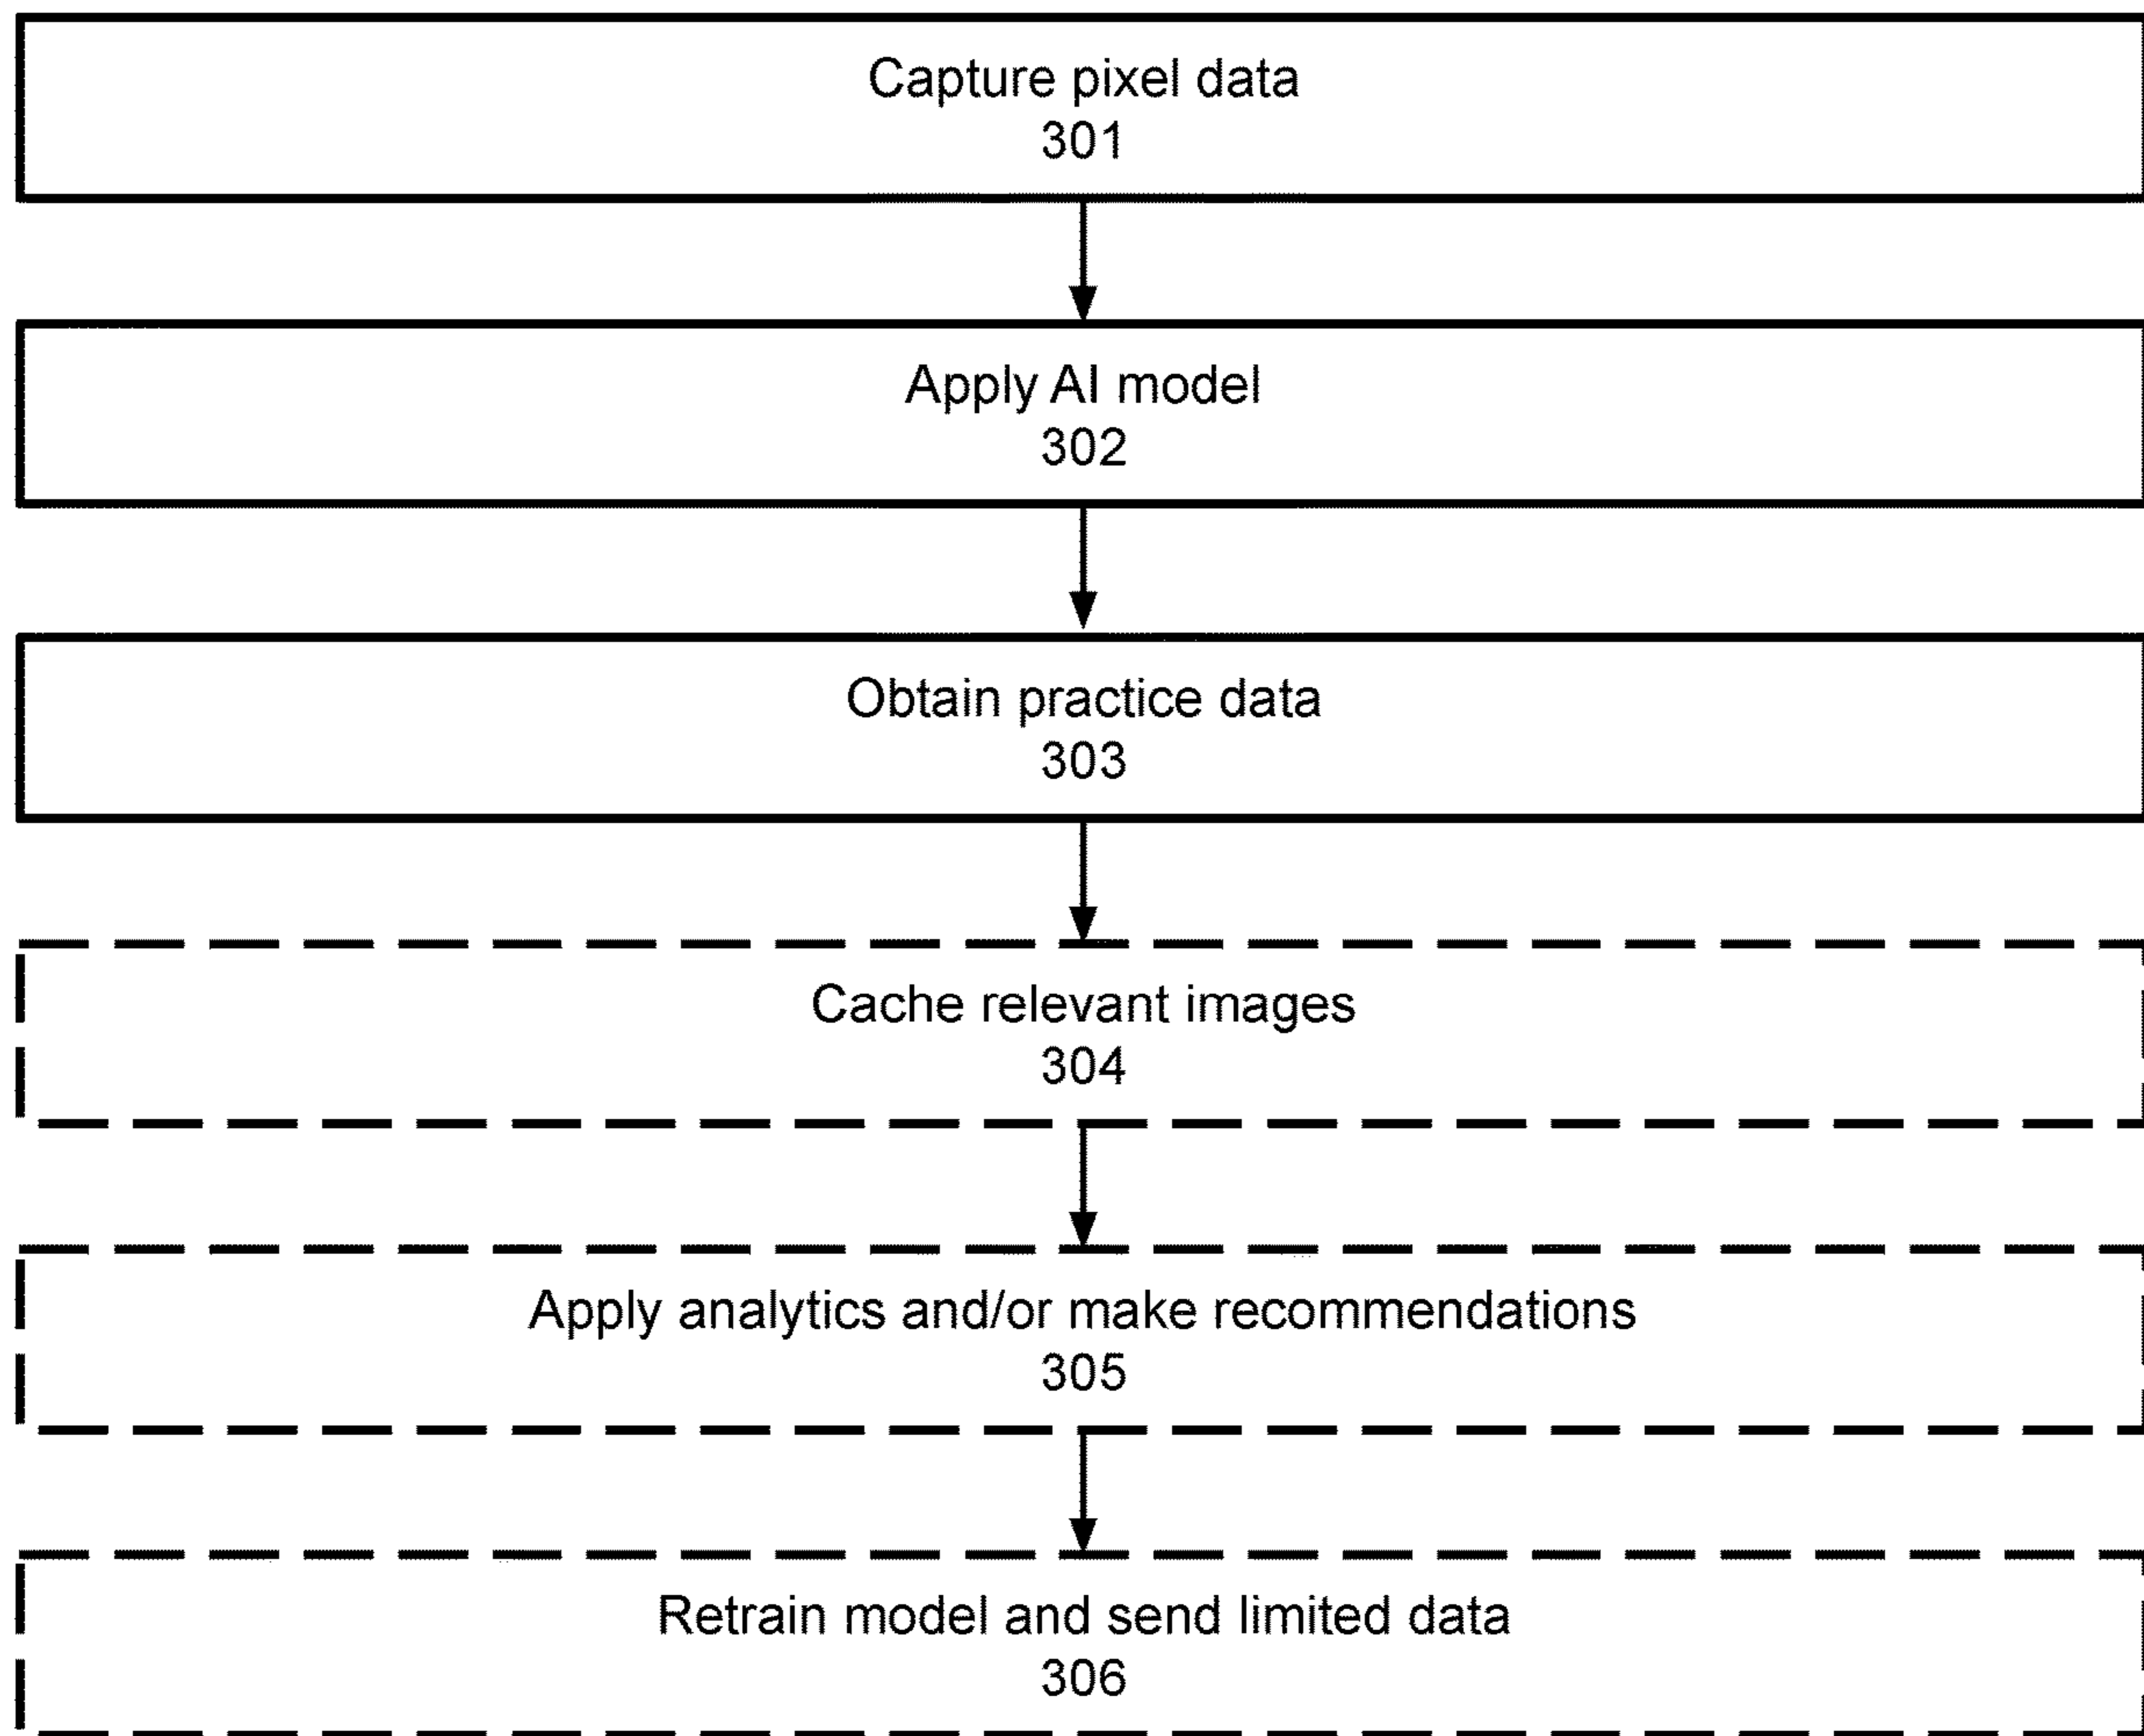 Capture pixel data
301
Apply AI model
302
Obtain practice data
303
Cache relevant images
304
Apply analytics and/or make recommendations
305
Retrain model and send limited data
306